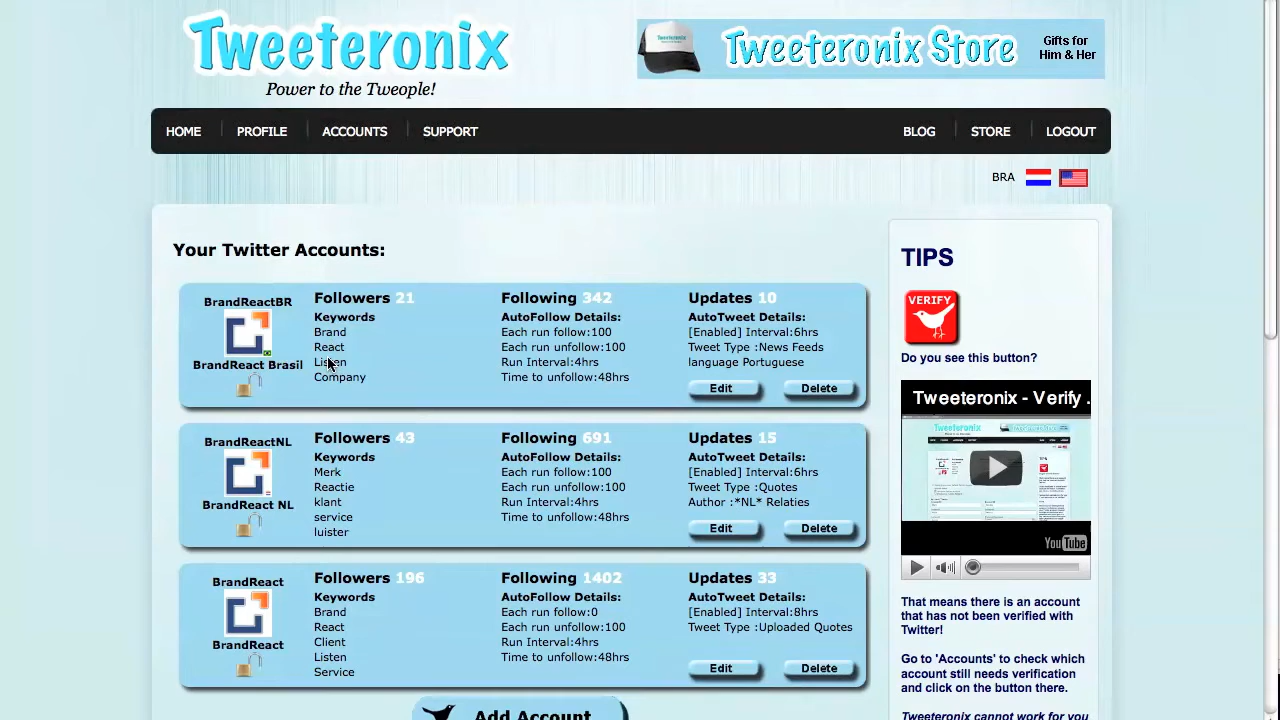 Tweeteronix
Power to the Tweople!
Tweeteronix Store
Gifts for
Him & Her
HOME PROFILE ACCOUNTS SUPPORT BLOG STORE LOGOUT
BRA
Your Twitter Accounts:
BrandReactBR
BrandReact Brasil
Followers 21
Keywords
Brand
React
Listen
Company
Following 342
AutoFollow Details:
Each run follow:100
Each run unfollow:100
Run Interval:4hrs
Time to unfollow:48hrs
Updates 10
AutoTweet Details:
[Enabled] Interval:6hrs
Tweet Type :News Feeds
language Portuguese
Edit Delete
BrandReactNL
BrandReact NL
Followers 43
Keywords
Merk
Reactie
klant
service
luister
Following 691
AutoFollow Details:
Each run follow:100
Each run unfollow:100
Run Interval:4hrs
Time to unfollow:48hrs
Updates 15
AutoTweet Details:
[Enabled] Interval:6hrs
Tweet Type :Quotes
Author :*NL* Relates
Edit Delete
BrandReact
BrandReact
Followers 196
Keywords
Brand
React
Client
Listen
Service
Following 1402
AutoFollow Details:
Each run follow:0
Each run unfollow:100
Run Interval:4hrs
Time to unfollow:48hrs
Updates 33
AutoTweet Details:
[Enabled] Interval:8hrs
Tweet Type :Uploaded Quotes
Edit Delete
Add Account
TIPS
VERIFY
Do you see this button?
Tweeteronix - Verify .
YouTube
That means there is an account
that has not been verified with
Twitter!
Go to 'Accounts' to check which
account still needs verification
and click on the button there.
Tweeteronix cannot work for you